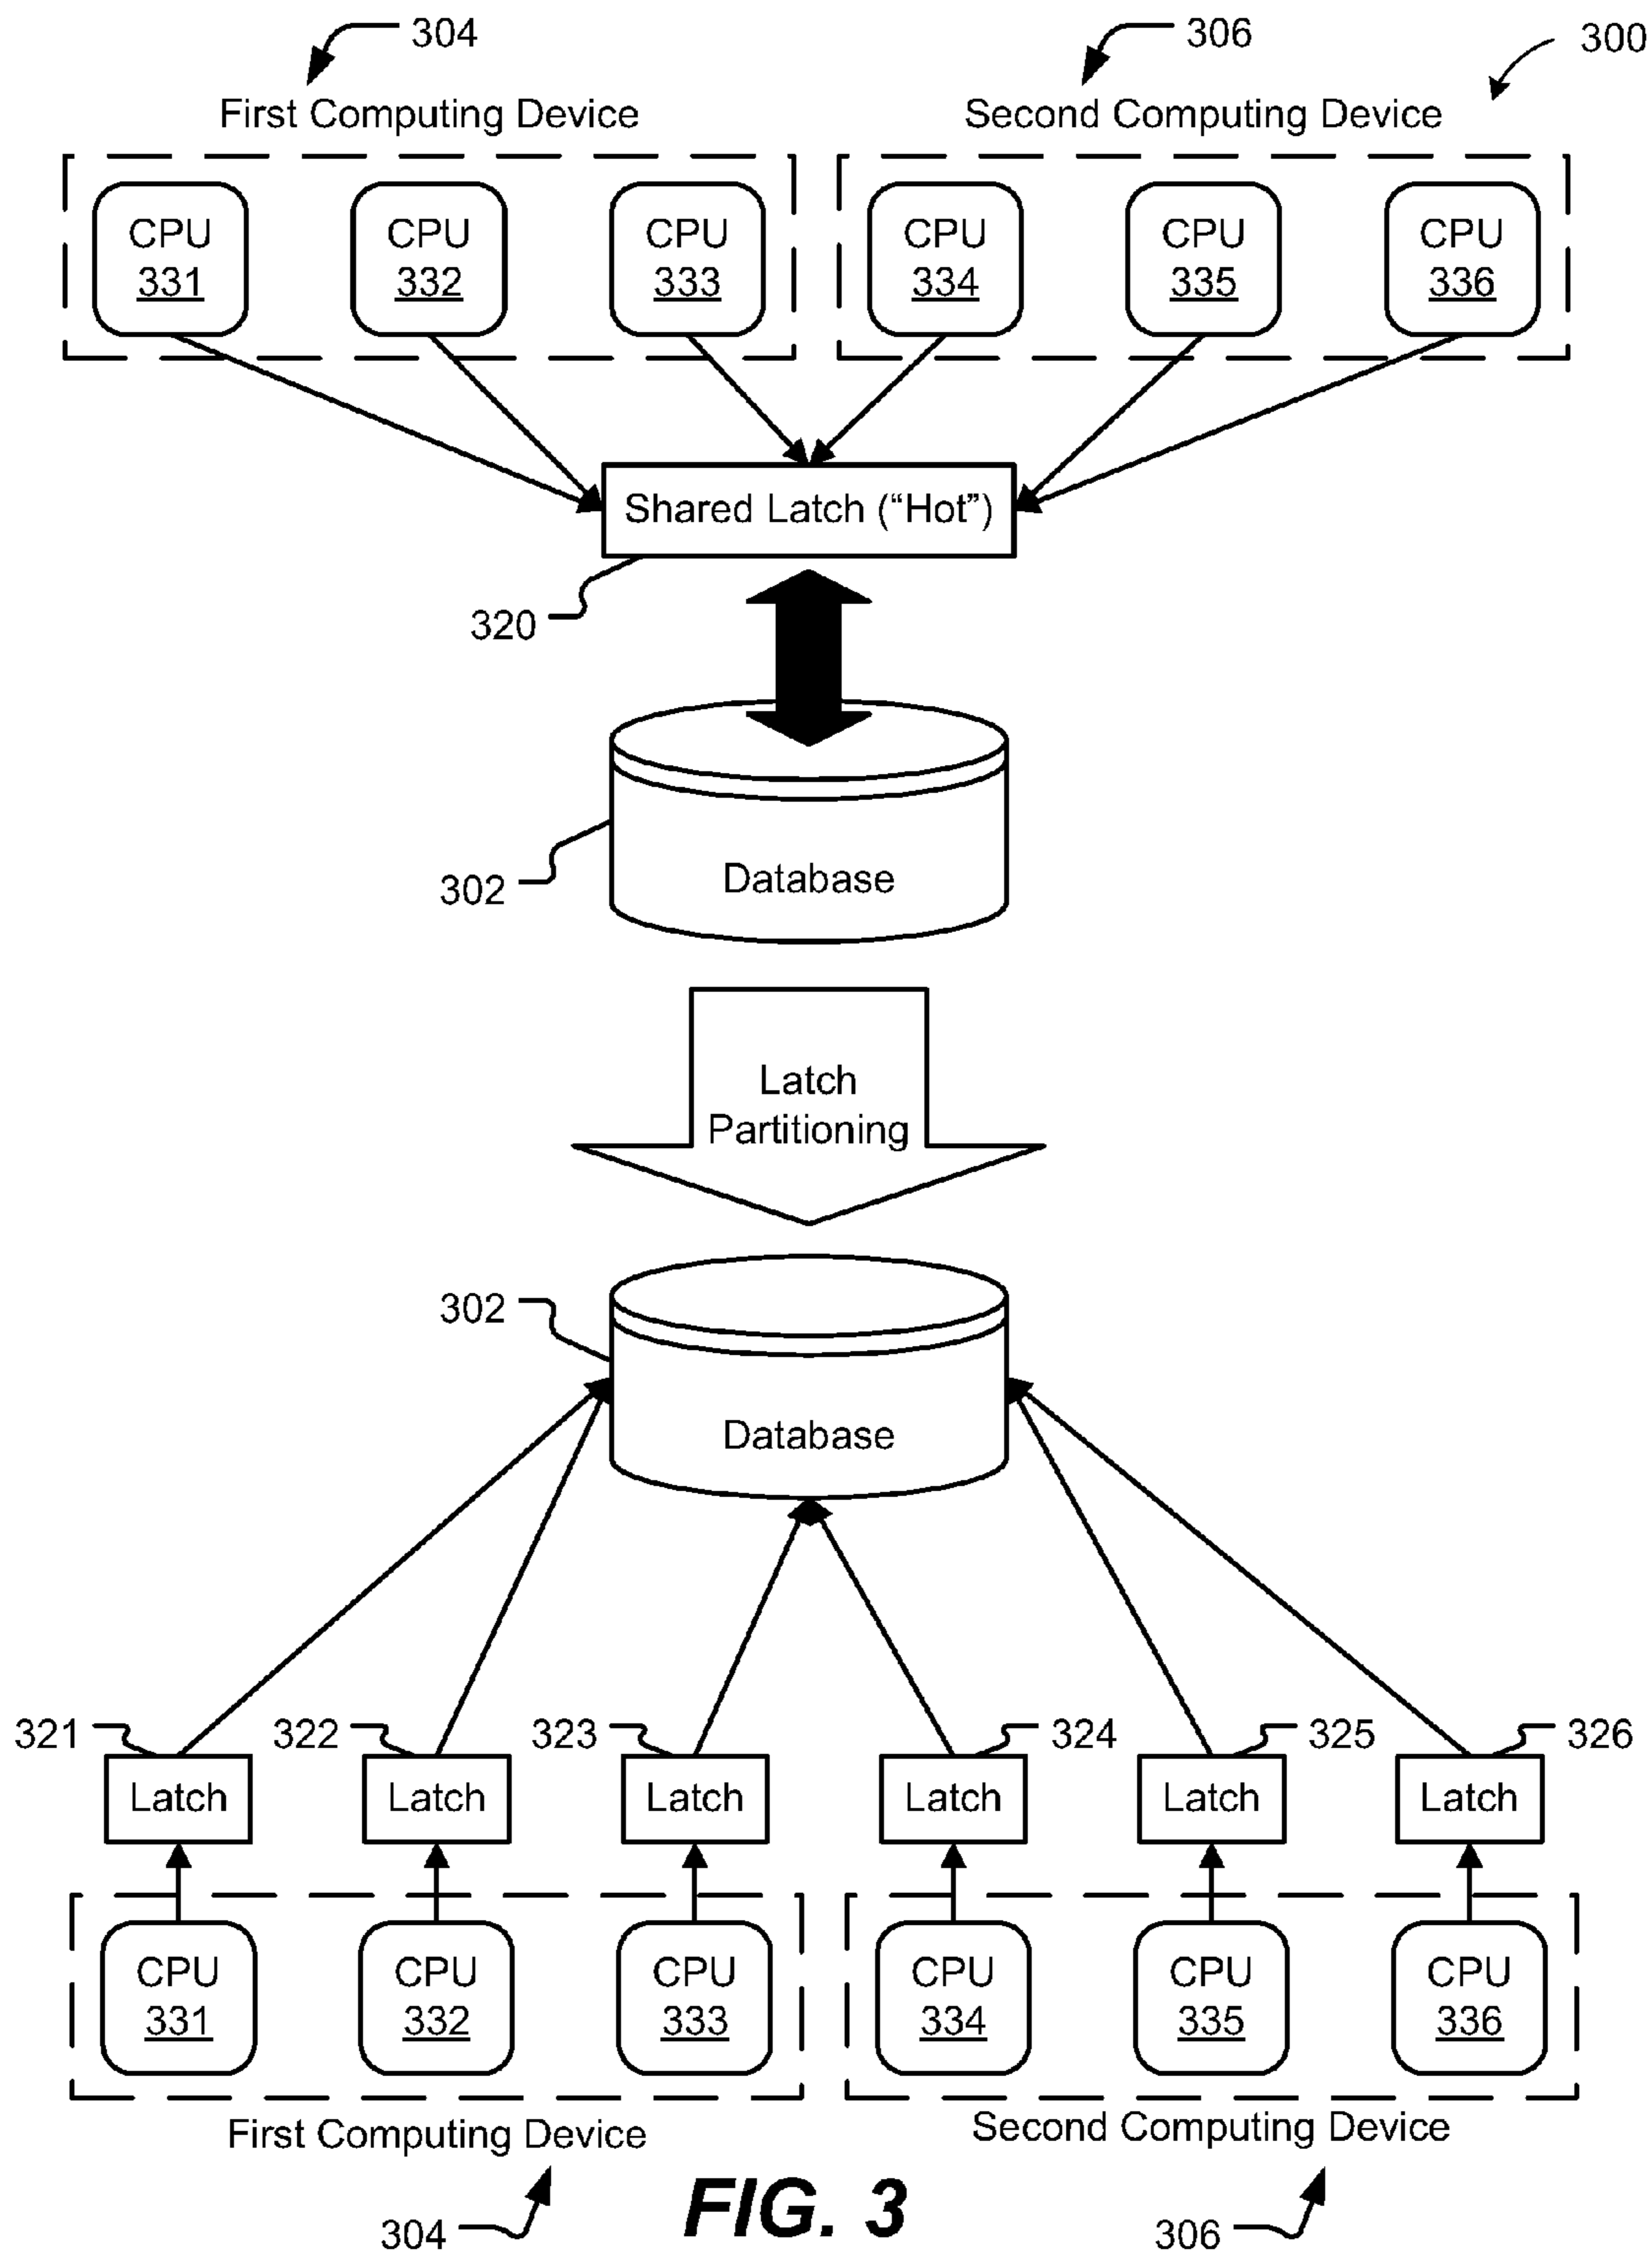 304
306
300
First Computing Device
Second Computing Device
CPU
331
CPU
332
CPU
333
CPU
334
CPU
335
CPU
336
Shared Latch (“Hot”)
320
302
Database
Latch
Partitioning
302
Database
321
322
323
324
325
326
Latch
Latch
Latch
Latch
Latch
Latch
CPU
331
CPU
332
CPU
333
CPU
334
CPU
335
CPU
336
First Computing Device
Second Computing Device
304
FIG. 3
306